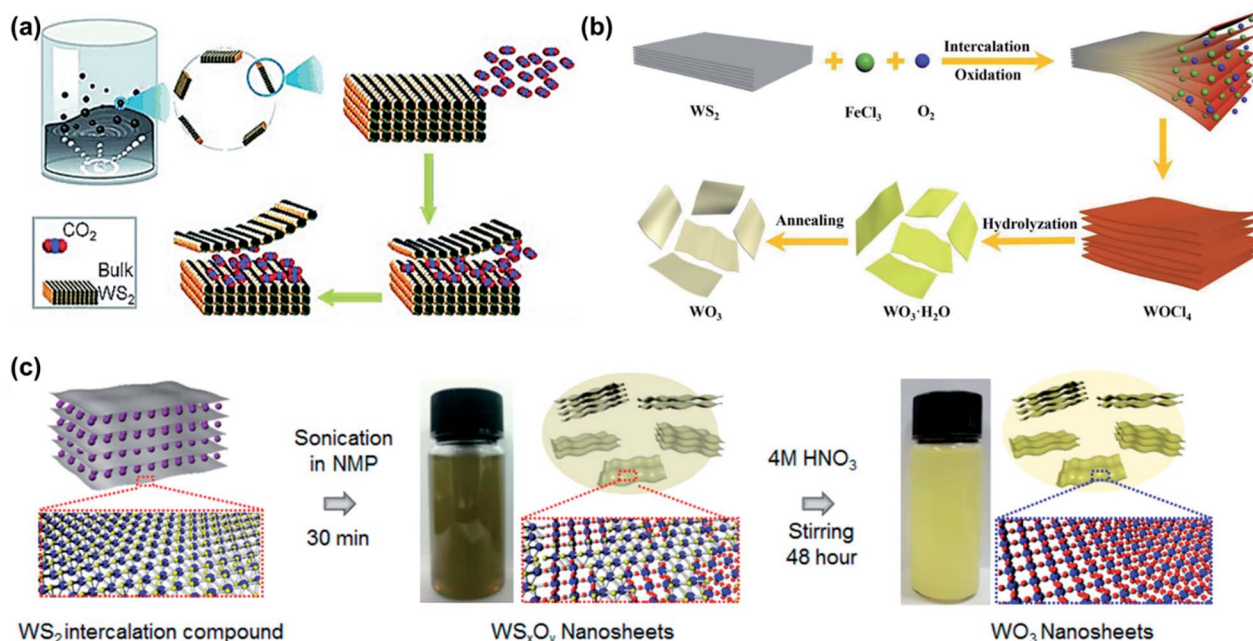 (a)
CO₂
Bulk
WS₂
(b)
WS₂
FeCl₃
O₂
Intercalation
Oxidation
WOCl₄
Hydrolyzation
WO₃·H₂O
Annealing
WO₃
(c)
WS₂ intercalation compound
Sonication
in NMP
30 min
WSₓOᵧ Nanosheets
4M HNO₃
Stirring
48 hour
WO₃ Nanosheets